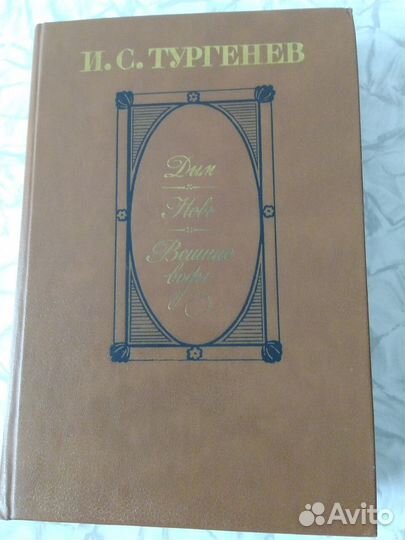 И. С. ТУРГЕНЕВ
Дым
Новь
Вешние
воды
Avito